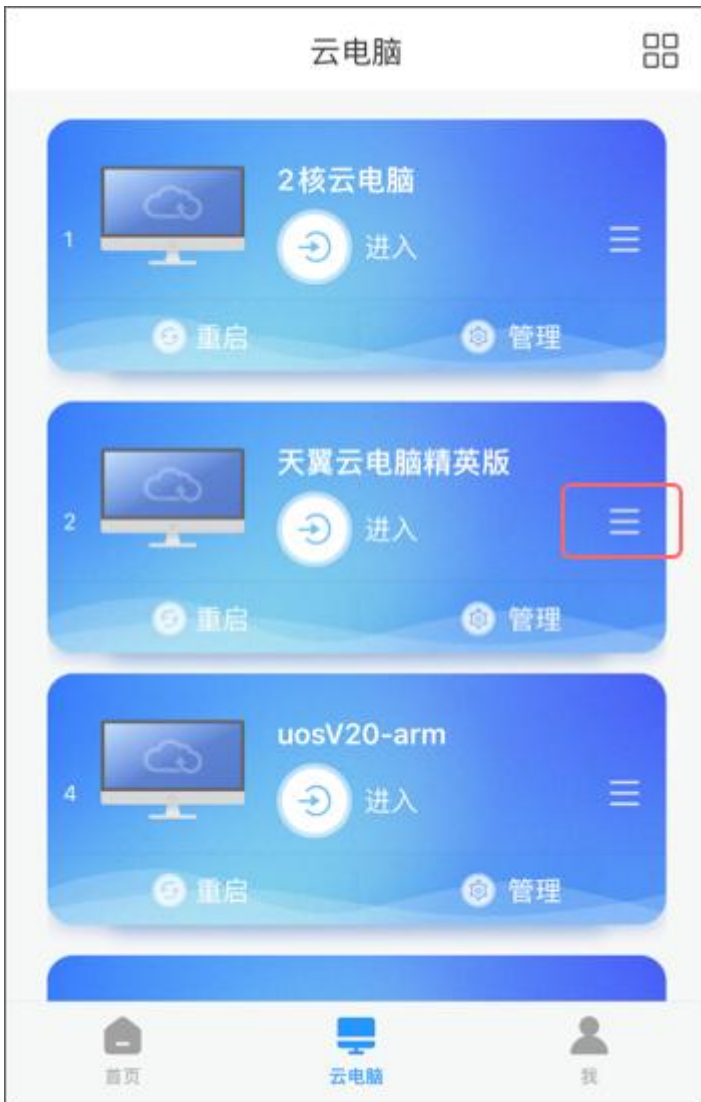 云电脑
2核云电脑
1
进入
重启
管理
天翼云电脑精英版
2
进入
重启
管理
uosV20-arm
4
进入
重启
管理
首页
云电脑
我